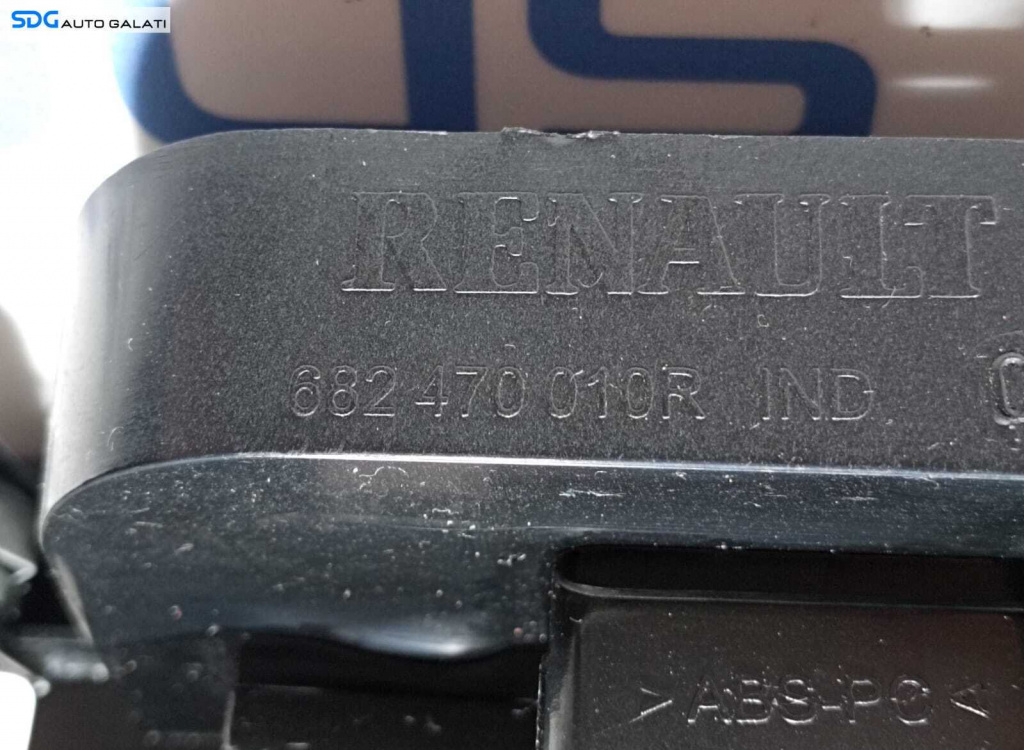 SDG AUTO GALATI
RENAULT
682 470 010R IND
>ABS-PC<